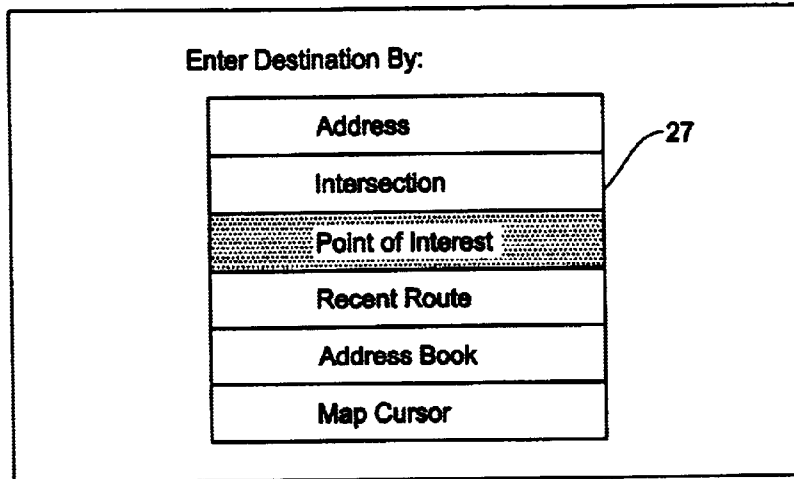 Enter Destination By:
Address
27
Intersection
Point of Interest
Recent Route
Address Book
Map Cursor